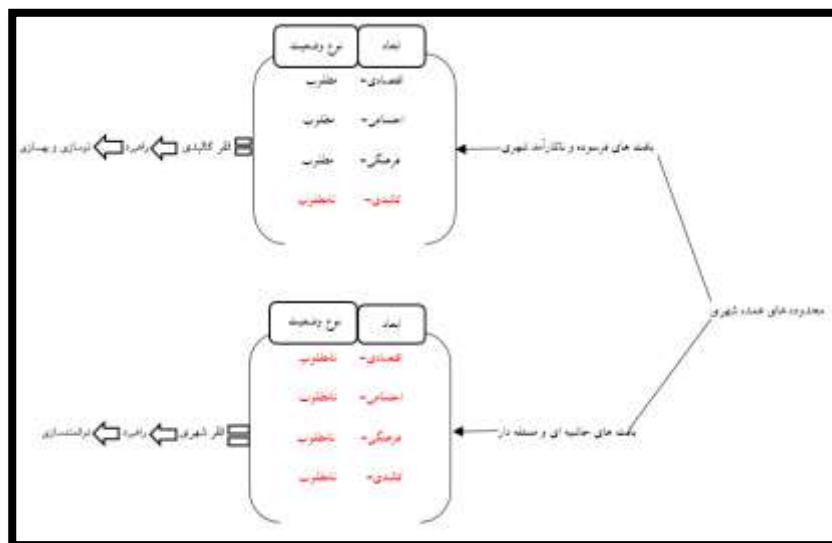 ابعاد نوع وضعیت
اقتصادی- مطلوب
اجتماعی- مطلوب
فرهنگی- مطلوب
کالبدی- نامطلوب
بافت های فرسوده و ناکارآمد شهری
فقر کالبدی
راهبرد
نوسازی و بهسازی
محدوده های عمده شهری
ابعاد نوع وضعیت
اقتصادی- نامطلوب
اجتماعی- نامطلوب
فرهنگی- نامطلوب
کالبدی- نامطلوب
بافت های حاشیه ای و مسئله دار
فقر شهری
راهبرد
توانمندسازی